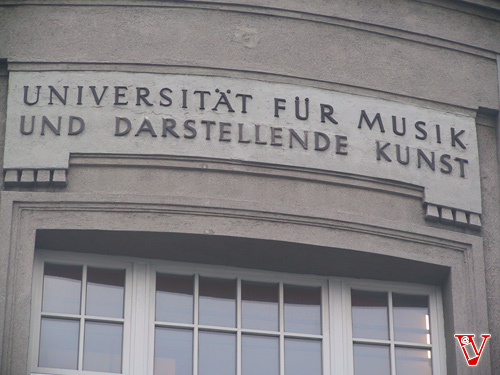 UNIVERSITÄT FÜR MUSIK
UND DARSTELLENDE KUNST